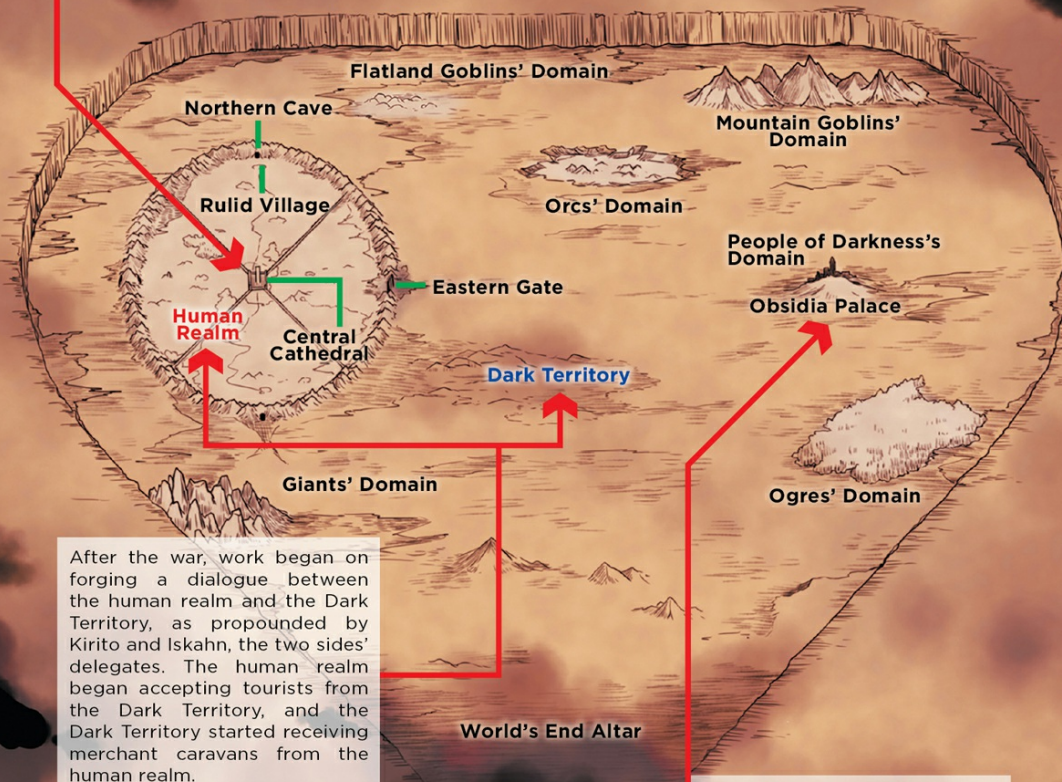 Flatland Goblins' Domain
Northern Cave
Mountain Goblins'
Domain
Rulid Village
Orcs' Domain
People of Darkness's
Domain
Eastern Gate
Obsidia Palace
Human
Realm
Central
Cathedral
Dark Territory
Giants' Domain
Ogres' Domain
After the war, work began on
forging a dialogue between
the human realm and the Dark
Territory, as propounded by
Kirito and Iskahn, the two sides'
delegates. The human realm
began accepting tourists from
the Dark Territory, and the
Dark Territory started receiving
merchant caravans from the
human realm.
World's End Altar